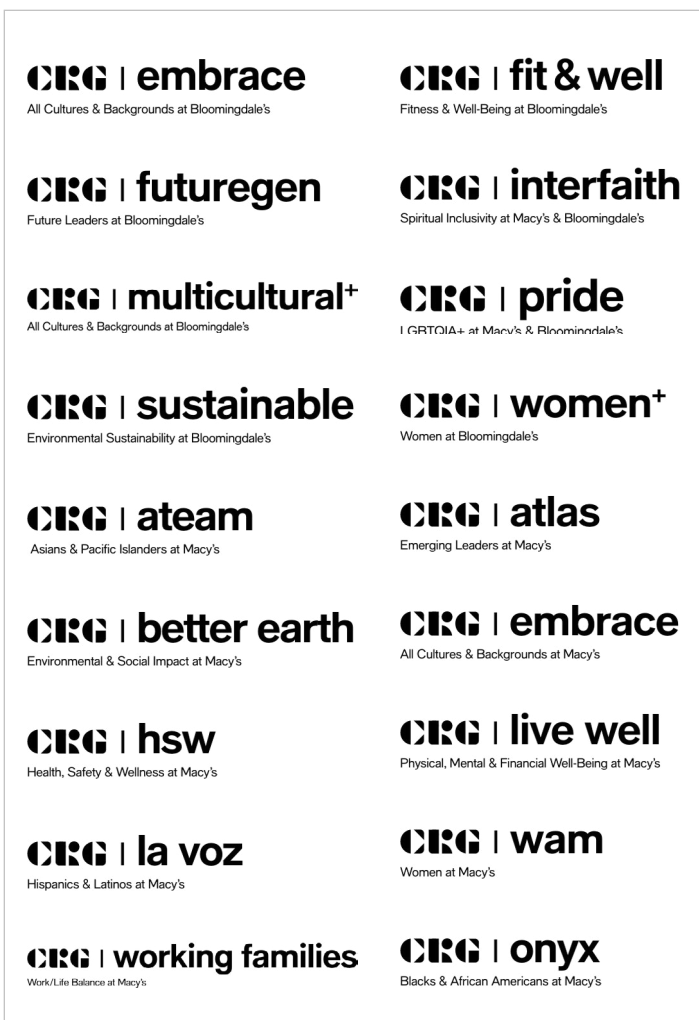 CRG | embrace
All Cultures & Backgrounds at Bloomingdale's
CRG | fit & well
Fitness & Well-Being at Bloomingdale's
CRG | futuregen
Future Leaders at Bloomingdale's
CRG | interfaith
Spiritual Inclusivity at Macy's & Bloomingdale's
CRG | multicultural+
All Cultures & Backgrounds at Bloomingdale's
CRG | pride
LGBTQIA+ at Macy's & Bloomingdale's
CRG | sustainable
Environmental Sustainability at Bloomingdale's
CRG | women+
Women at Bloomingdale's
CRG | ateam
Asians & Pacific Islanders at Macy's
CRG | atlas
Emerging Leaders at Macy's
CRG | better earth
Environmental & Social Impact at Macy's
CRG | embrace
All Cultures & Backgrounds at Macy's
CRG | hsw
Health, Safety & Wellness at Macy's
CRG | live well
Physical, Mental & Financial Well-Being at Macy's
CRG | la voz
Hispanics & Latinos at Macy's
CRG | wam
Women at Macy's
CRG | working families
Work/Life Balance at Macy's
CRG | onyx
Blacks & African Americans at Macy's